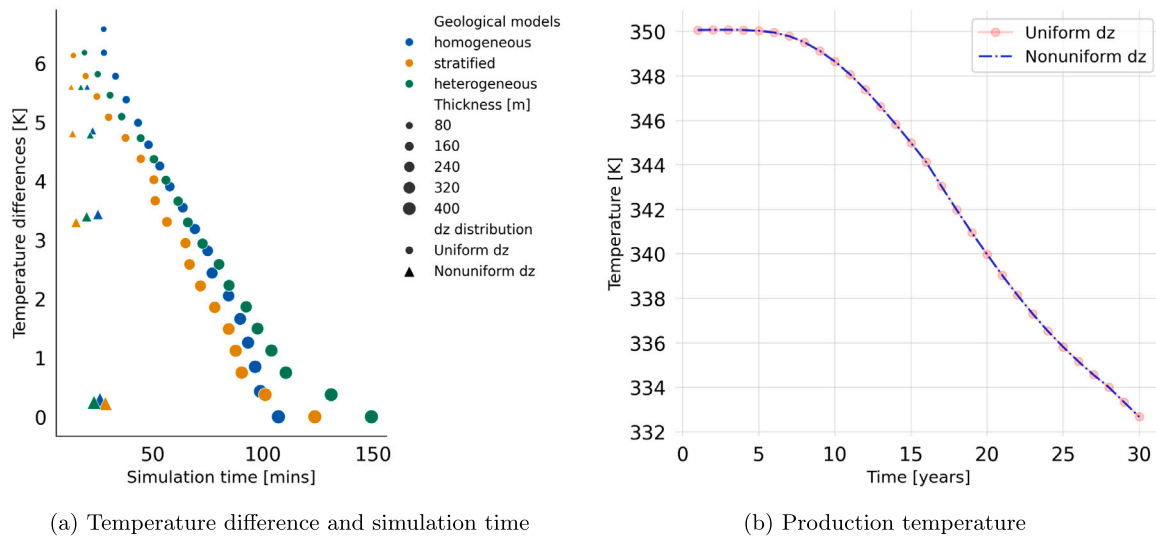 Geological models
homogeneous
stratified
heterogeneous
Thickness [m]
80
160
240
320
400
dz distribution
Uniform dz
Nonuniform dz
Temperature differences [K]
6
5
4
3
2
1
0
50 100 150
Simulation time [mins]
(a) Temperature difference and simulation time
Uniform dz
Nonuniform dz
Temperature [K]
350
348
346
344
342
340
338
336
334
332
0 5 10 15 20 25 30
Time [years]
(b) Production temperature